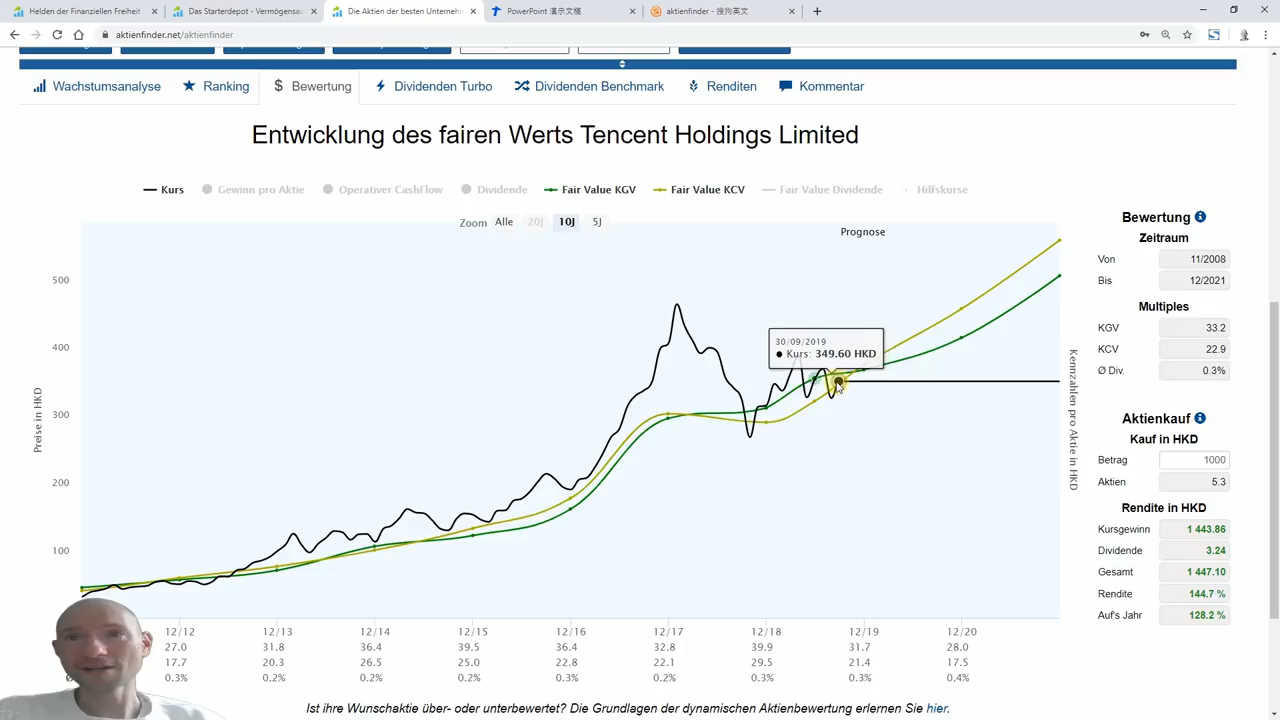 Helden der Finanziellen Freiheit
Das Starterdepot - Vermögensau
Die Aktien der besten Unternehm
PowerPoint 演示文稿
aktienfinder - 搜狗英文
aktienfinder.net/aktienfinder
Wachstumsanalyse
Ranking
Bewertung
Dividenden Turbo
Dividenden Benchmark
Renditen
Kommentar
Entwicklung des fairen Werts Tencent Holdings Limited
Kurs
Gewinn pro Aktie
Operativer CashFlow
Dividende
Fair Value KGV
Fair Value KCV
Fair Value Dividende
Hilfskurse
Zoom Alle 20J 10J 5J
Prognose
500
400
300
200
100
Preise in HKD
30/09/2019
Kurs: 349.60 HKD
Kennzahlen pro Aktie in HKD
12/12 12/13 12/14 12/15 12/16 12/17 12/18 12/19 12/20
27.0 31.8 36.4 39.5 36.4 32.8 39.9 31.7 28.0
17.7 20.3 26.5 25.0 22.8 22.1 29.5 21.4 17.5
0.3% 0.2% 0.2% 0.2% 0.3% 0.2% 0.3% 0.3% 0.4%
Bewertung
Zeitraum
Von 11/2008
Bis 12/2021
Multiples
KGV 33.2
KCV 22.9
Ø Div. 0.3%
Aktienkauf
Kauf in HKD
Betrag 1000
Aktien 5.3
Rendite in HKD
Kursgewinn 1 443.86
Dividende 3.24
Gesamt 1 447.10
Rendite 144.7 %
Auf's Jahr 128.2 %
Ist ihre Wunschaktie über- oder unterbewertet? Die Grundlagen der dynamischen Aktienbewertung erlernen Sie hier.